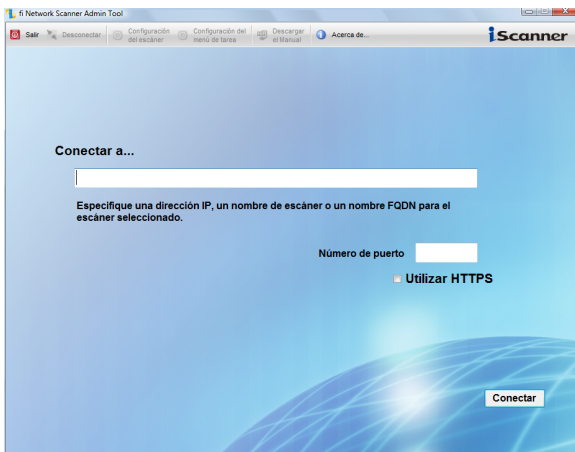 fi Network Scanner Admin Tool
Salir Desconectar Configuración del escáner Configuración del menú de tarea Descargar el Manual Acerca de... iScanner
Conectar a...
Especifique una dirección IP, un nombre de escáner o un nombre FQDN para el
escáner seleccionado.
Número de puerto
Utilizar HTTPS
Conectar